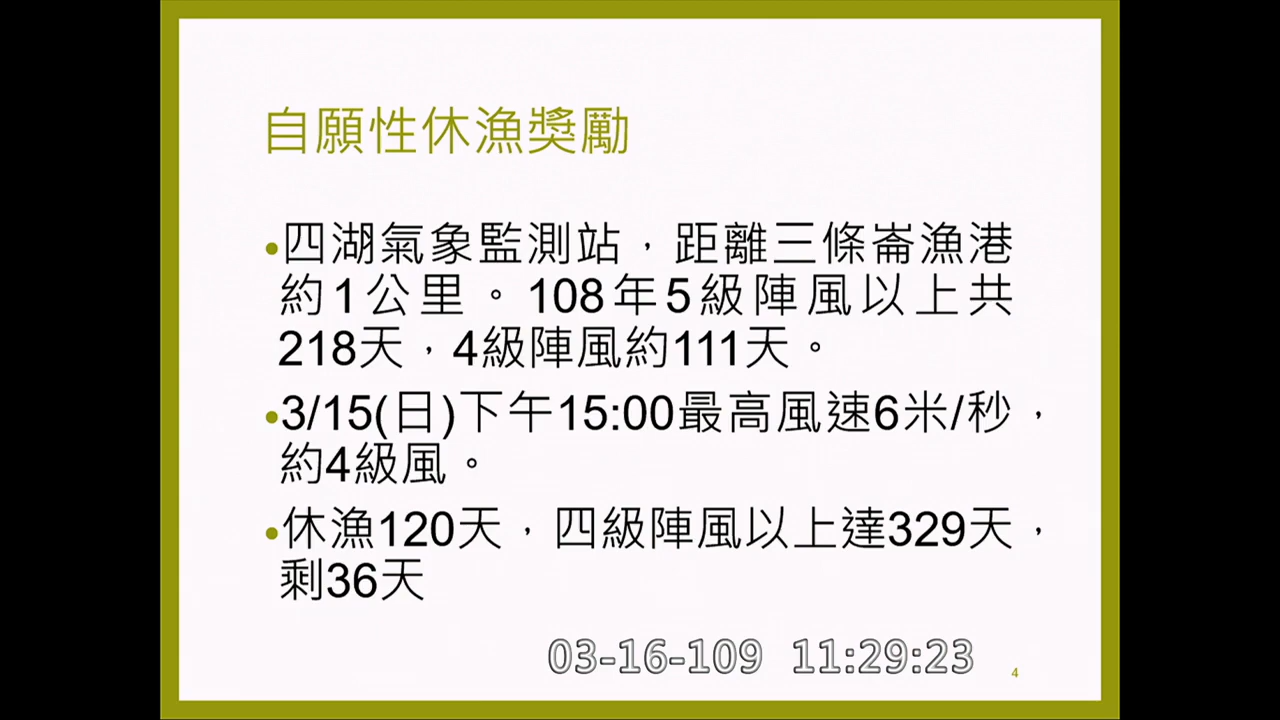 自願性休漁獎勵
•四湖氣象監測站，距離三條崙漁港
約1公里。108年5級陣風以上共
218天，4級陣風約111天。
•3/15(日)下午15:00最高風速6米/秒，
約4級風。
•休漁120天，四級陣風以上達329天，
剩36天
03-16-109 11:29:23
4